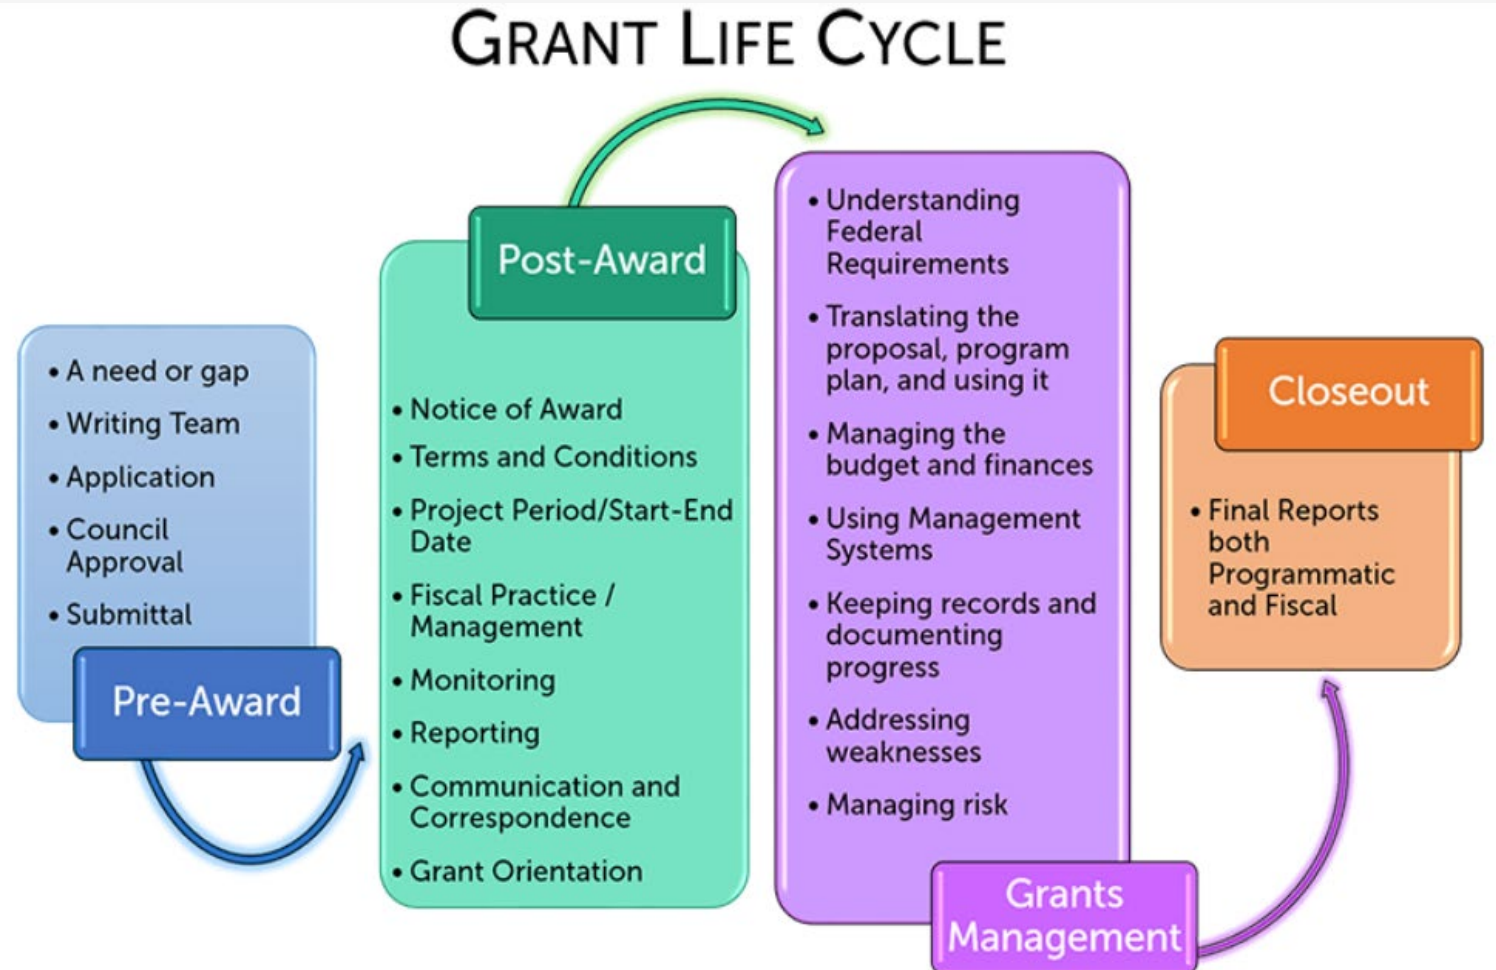 GRANT LIFE CYCLE
• A need or gap
• Writing Team
• Application
• Council
Approval
• Submittal
Pre-Award
Post-Award
• Notice of Award
• Terms and Conditions
• Project Period/Start-End
Date
• Fiscal Practice /
Management
• Monitoring
• Reporting
• Communication and
Correspondence
• Grant Orientation
• Understanding
Federal
Requirements
• Translating the
proposal, program
plan, and using it
• Managing the
budget and finances
• Using Management
Systems
• Keeping records and
documenting
progress
• Addressing
weaknesses
• Managing risk
Grants
Management
Closeout
• Final Reports
both
Programmatic
and Fiscal